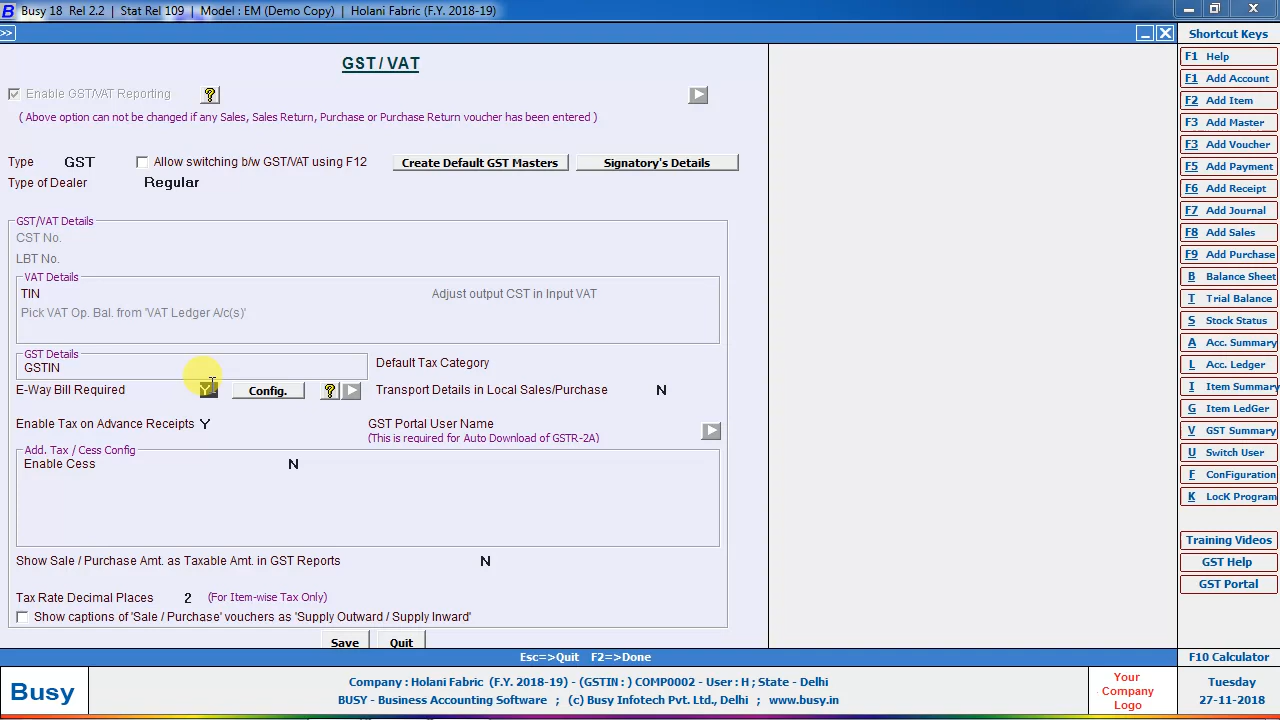 Busy 18 Rel 2.2 | Stat Rel 109 | Model : EM (Demo Copy) | Holani Fabric (F.Y. 2018-19)
>>
Shortcut Keys
GST / VAT
Enable GST/VAT Reporting ?
( Above option can not be changed if any Sales, Sales Return, Purchase or Purchase Return voucher has been entered )
Type GST Allow switching b/w GST/VAT using F12 Create Default GST Masters Signatory's Details
Type of Dealer Regular
GST/VAT Details
CST No.
LBT No.
VAT Details
TIN Adjust output CST in Input VAT
Pick VAT Op. Bal. from 'VAT Ledger A/c(s)'
GST Details
GSTIN Default Tax Category
E-Way Bill Required Y Config. ? Transport Details in Local Sales/Purchase N
Enable Tax on Advance Receipts Y GST Portal User Name
(This is required for Auto Download of GSTR-2A)
Add. Tax / Cess Config
Enable Cess N
Show Sale / Purchase Amt. as Taxable Amt. in GST Reports N
Tax Rate Decimal Places 2 (For Item-wise Tax Only)
Show captions of 'Sale / Purchase' vouchers as 'Supply Outward / Supply Inward'
Save Quit
Esc=>Quit F2=>Done
F1 Help
F1 Add Account
F2 Add Item
F3 Add Master
F3 Add Voucher
F5 Add Payment
F6 Add Receipt
F7 Add Journal
F8 Add Sales
F9 Add Purchase
B Balance Sheet
T Trial Balance
S Stock Status
A Acc. Summary
L Acc. Ledger
I Item Summary
G Item LedGer
V GST Summary
U Switch User
F ConFiguration
K LocK Program
Training Videos
GST Help
GST Portal
F10 Calculator
Busy
Company : Holani Fabric (F.Y. 2018-19) - (GSTIN : ) COMP0002 - User : H ; State - Delhi
BUSY - Business Accounting Software ; (c) Busy Infotech Pvt. Ltd., Delhi ; www.busy.in
Your
Company
Logo
Tuesday
27-11-2018